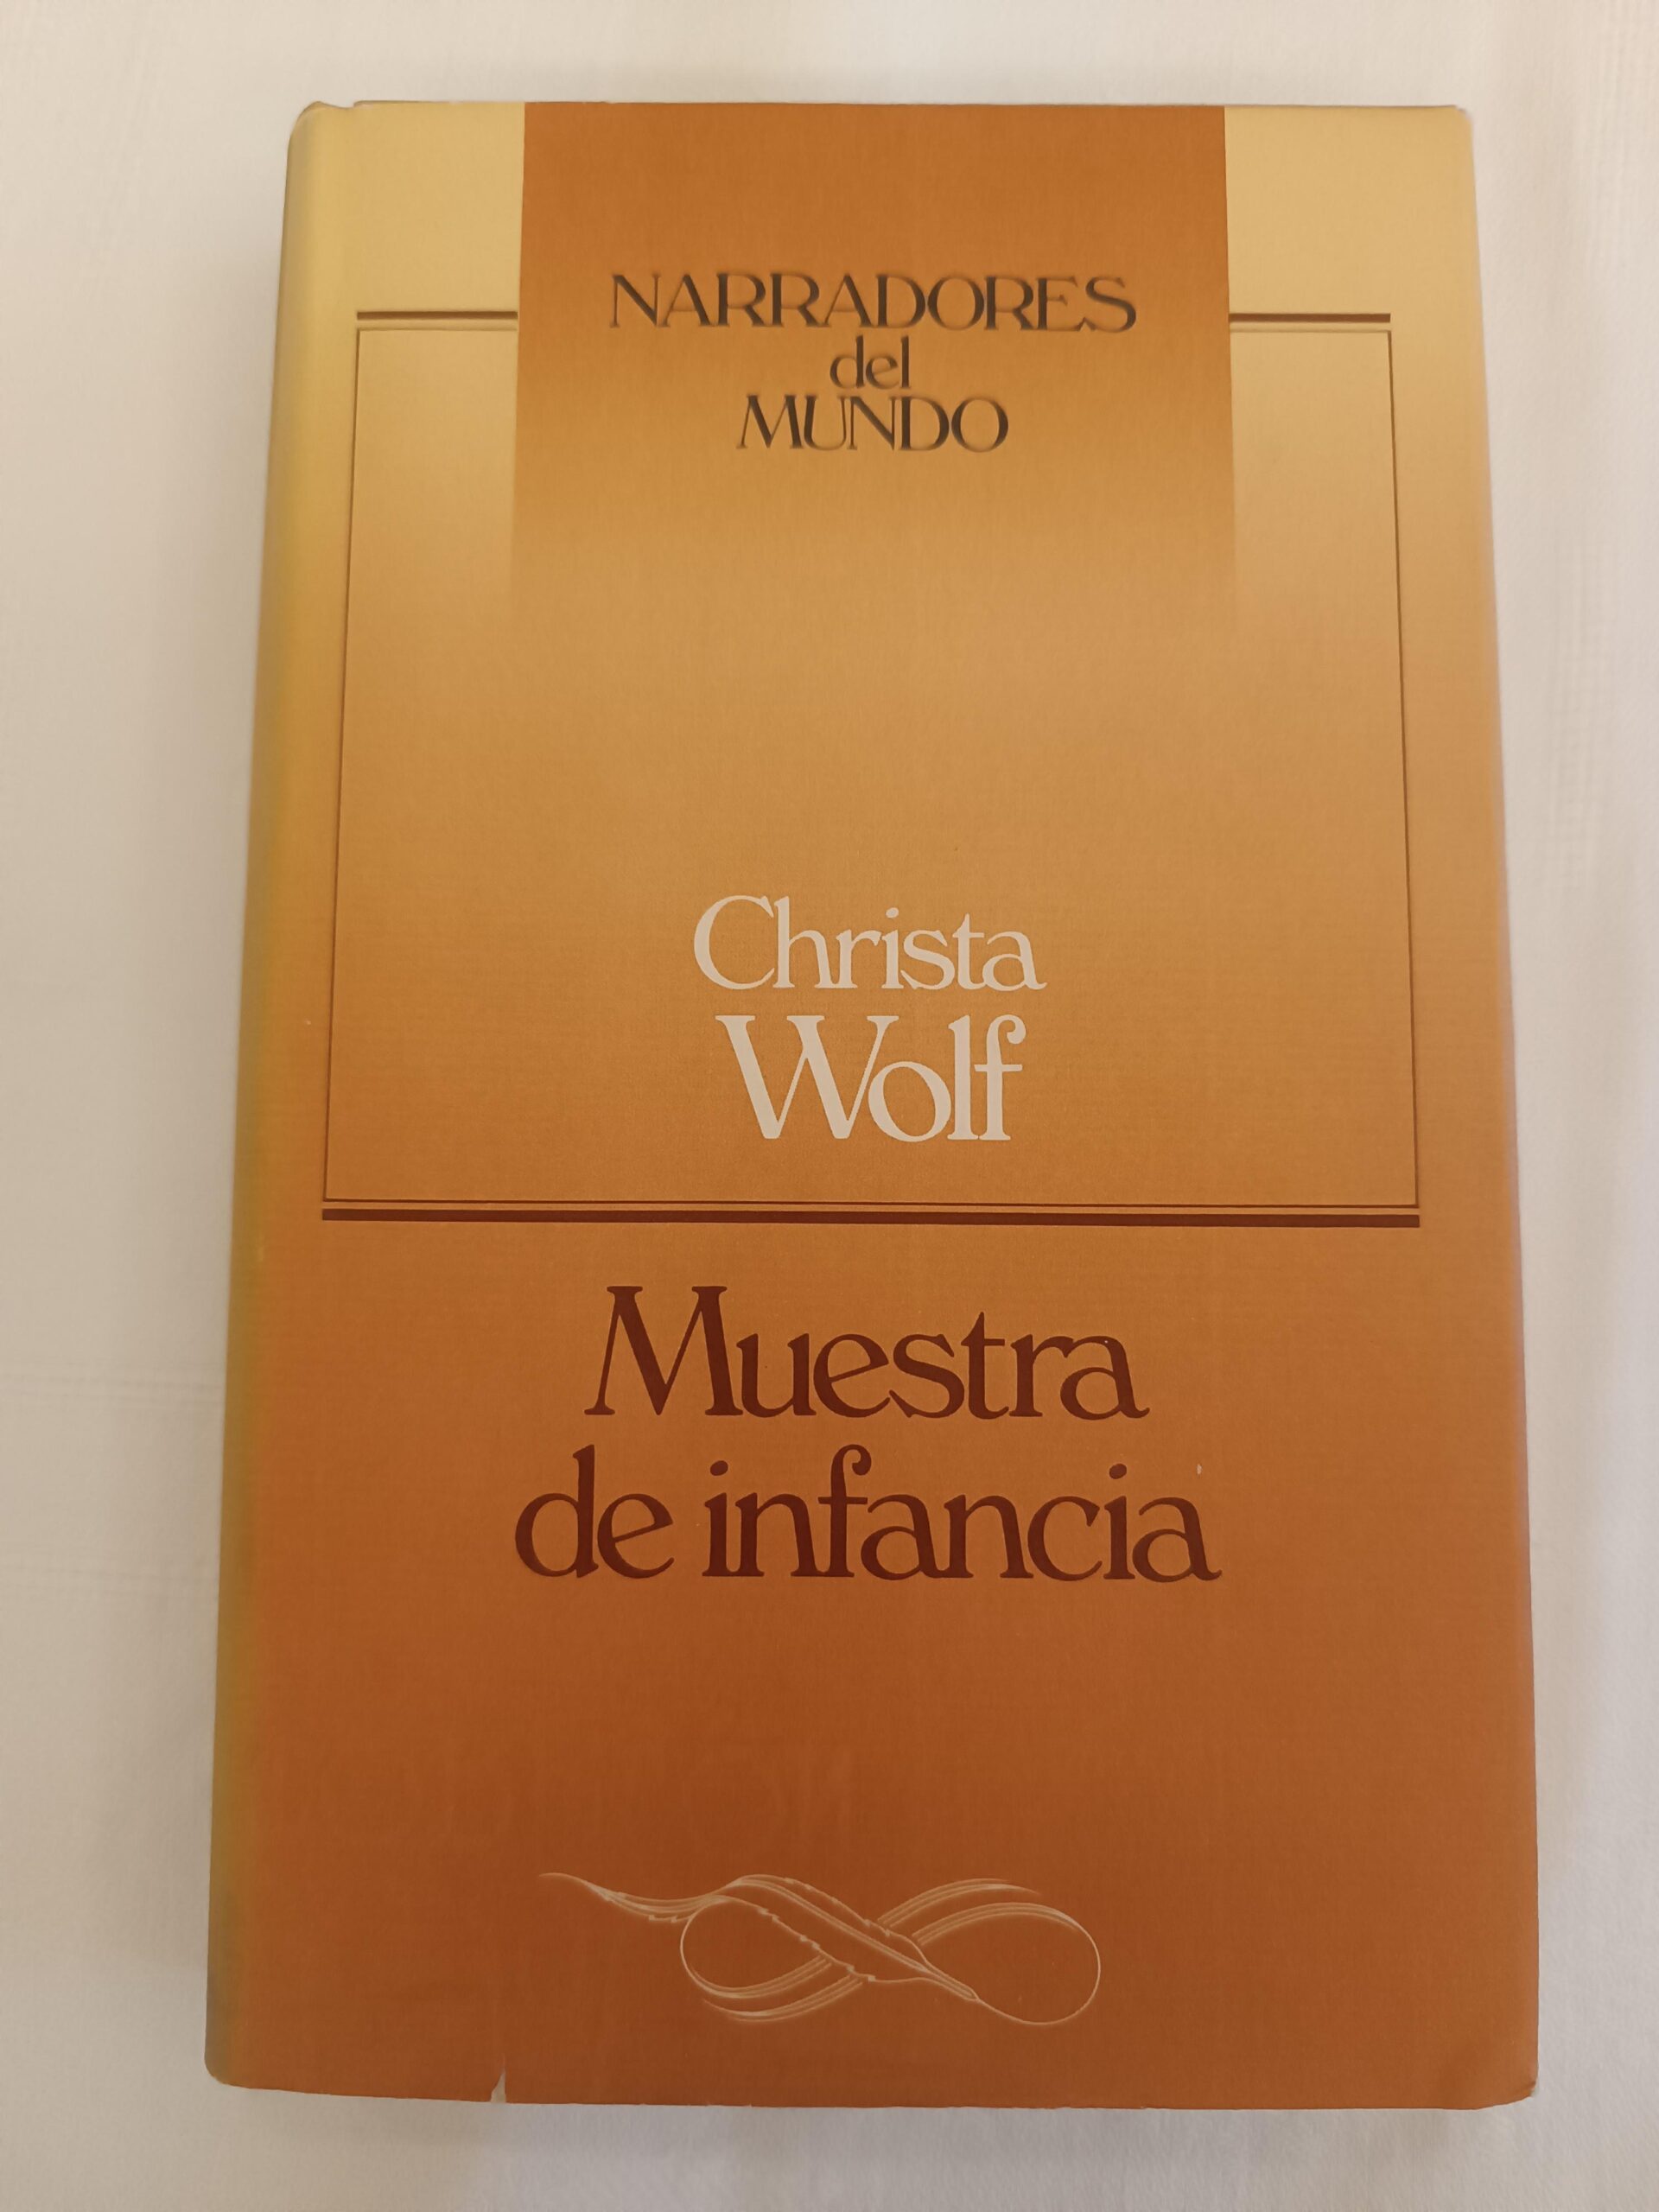 NARRADORES
del
MUNDO
Christa
Wolf
Muestra
de infancia